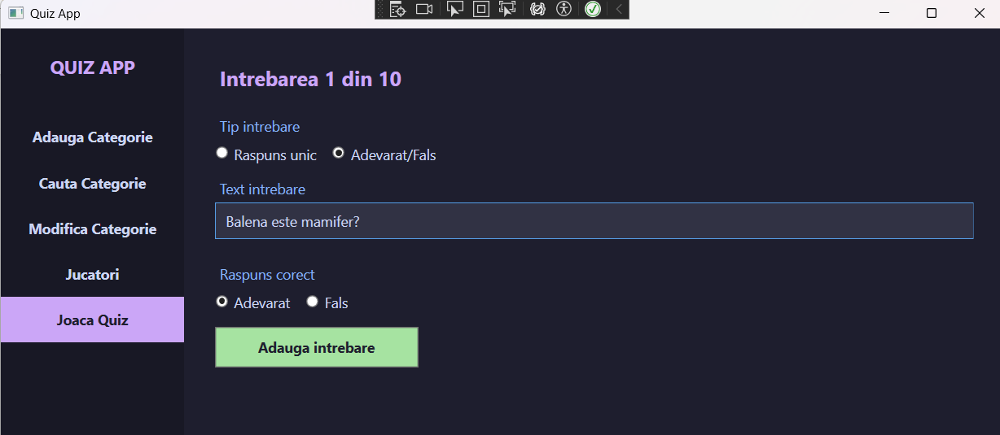 Quiz App
QUIZ APP
Adauga Categorie
Cauta Categorie
Modifica Categorie
Jucatori
Joaca Quiz
Intrebarea 1 din 10
Tip intrebare
Raspuns unic Adevarat/Fals
Text intrebare
Balena este mamifer?
Raspuns corect
Adevarat Fals
Adauga intrebare